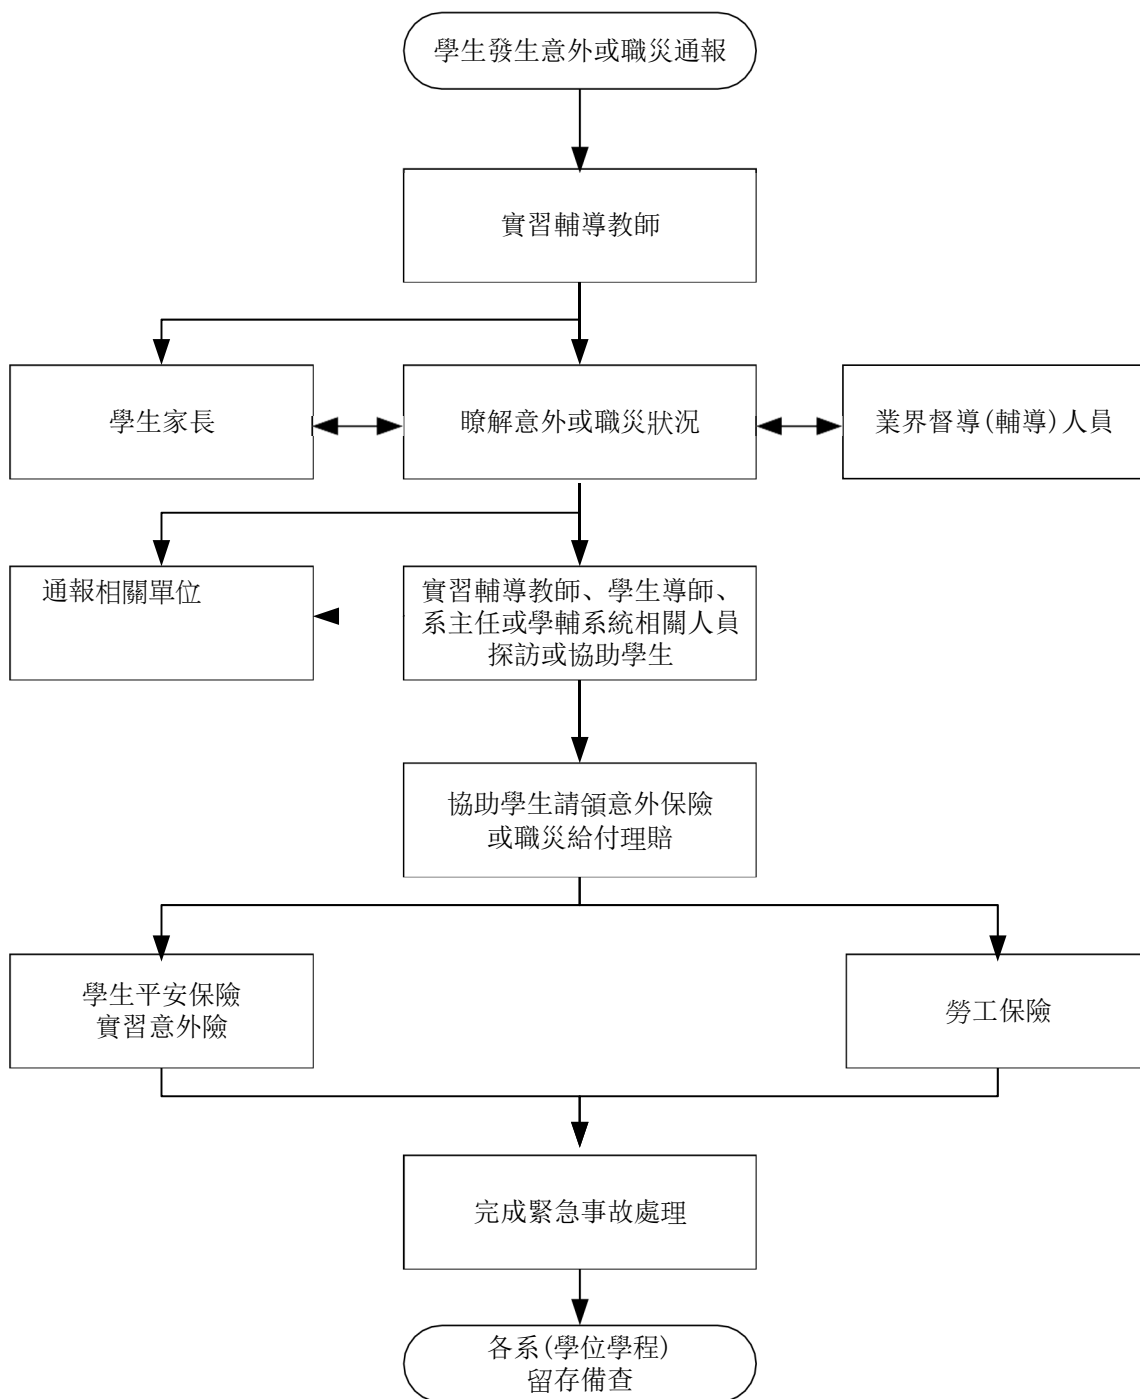 學生發生意外或職災通報
實習輔導教師
學生家長
瞭解意外或職災狀況
業界督導(輔導)人員
通報相關單位
實習輔導教師、學生導師、
系主任或學輔系統相關人員
探訪或協助學生
協助學生請領意外保險
或職災給付理賠
學生平安保險
實習意外險
勞工保險
完成緊急事故處理
各系(學位學程)
留存備查